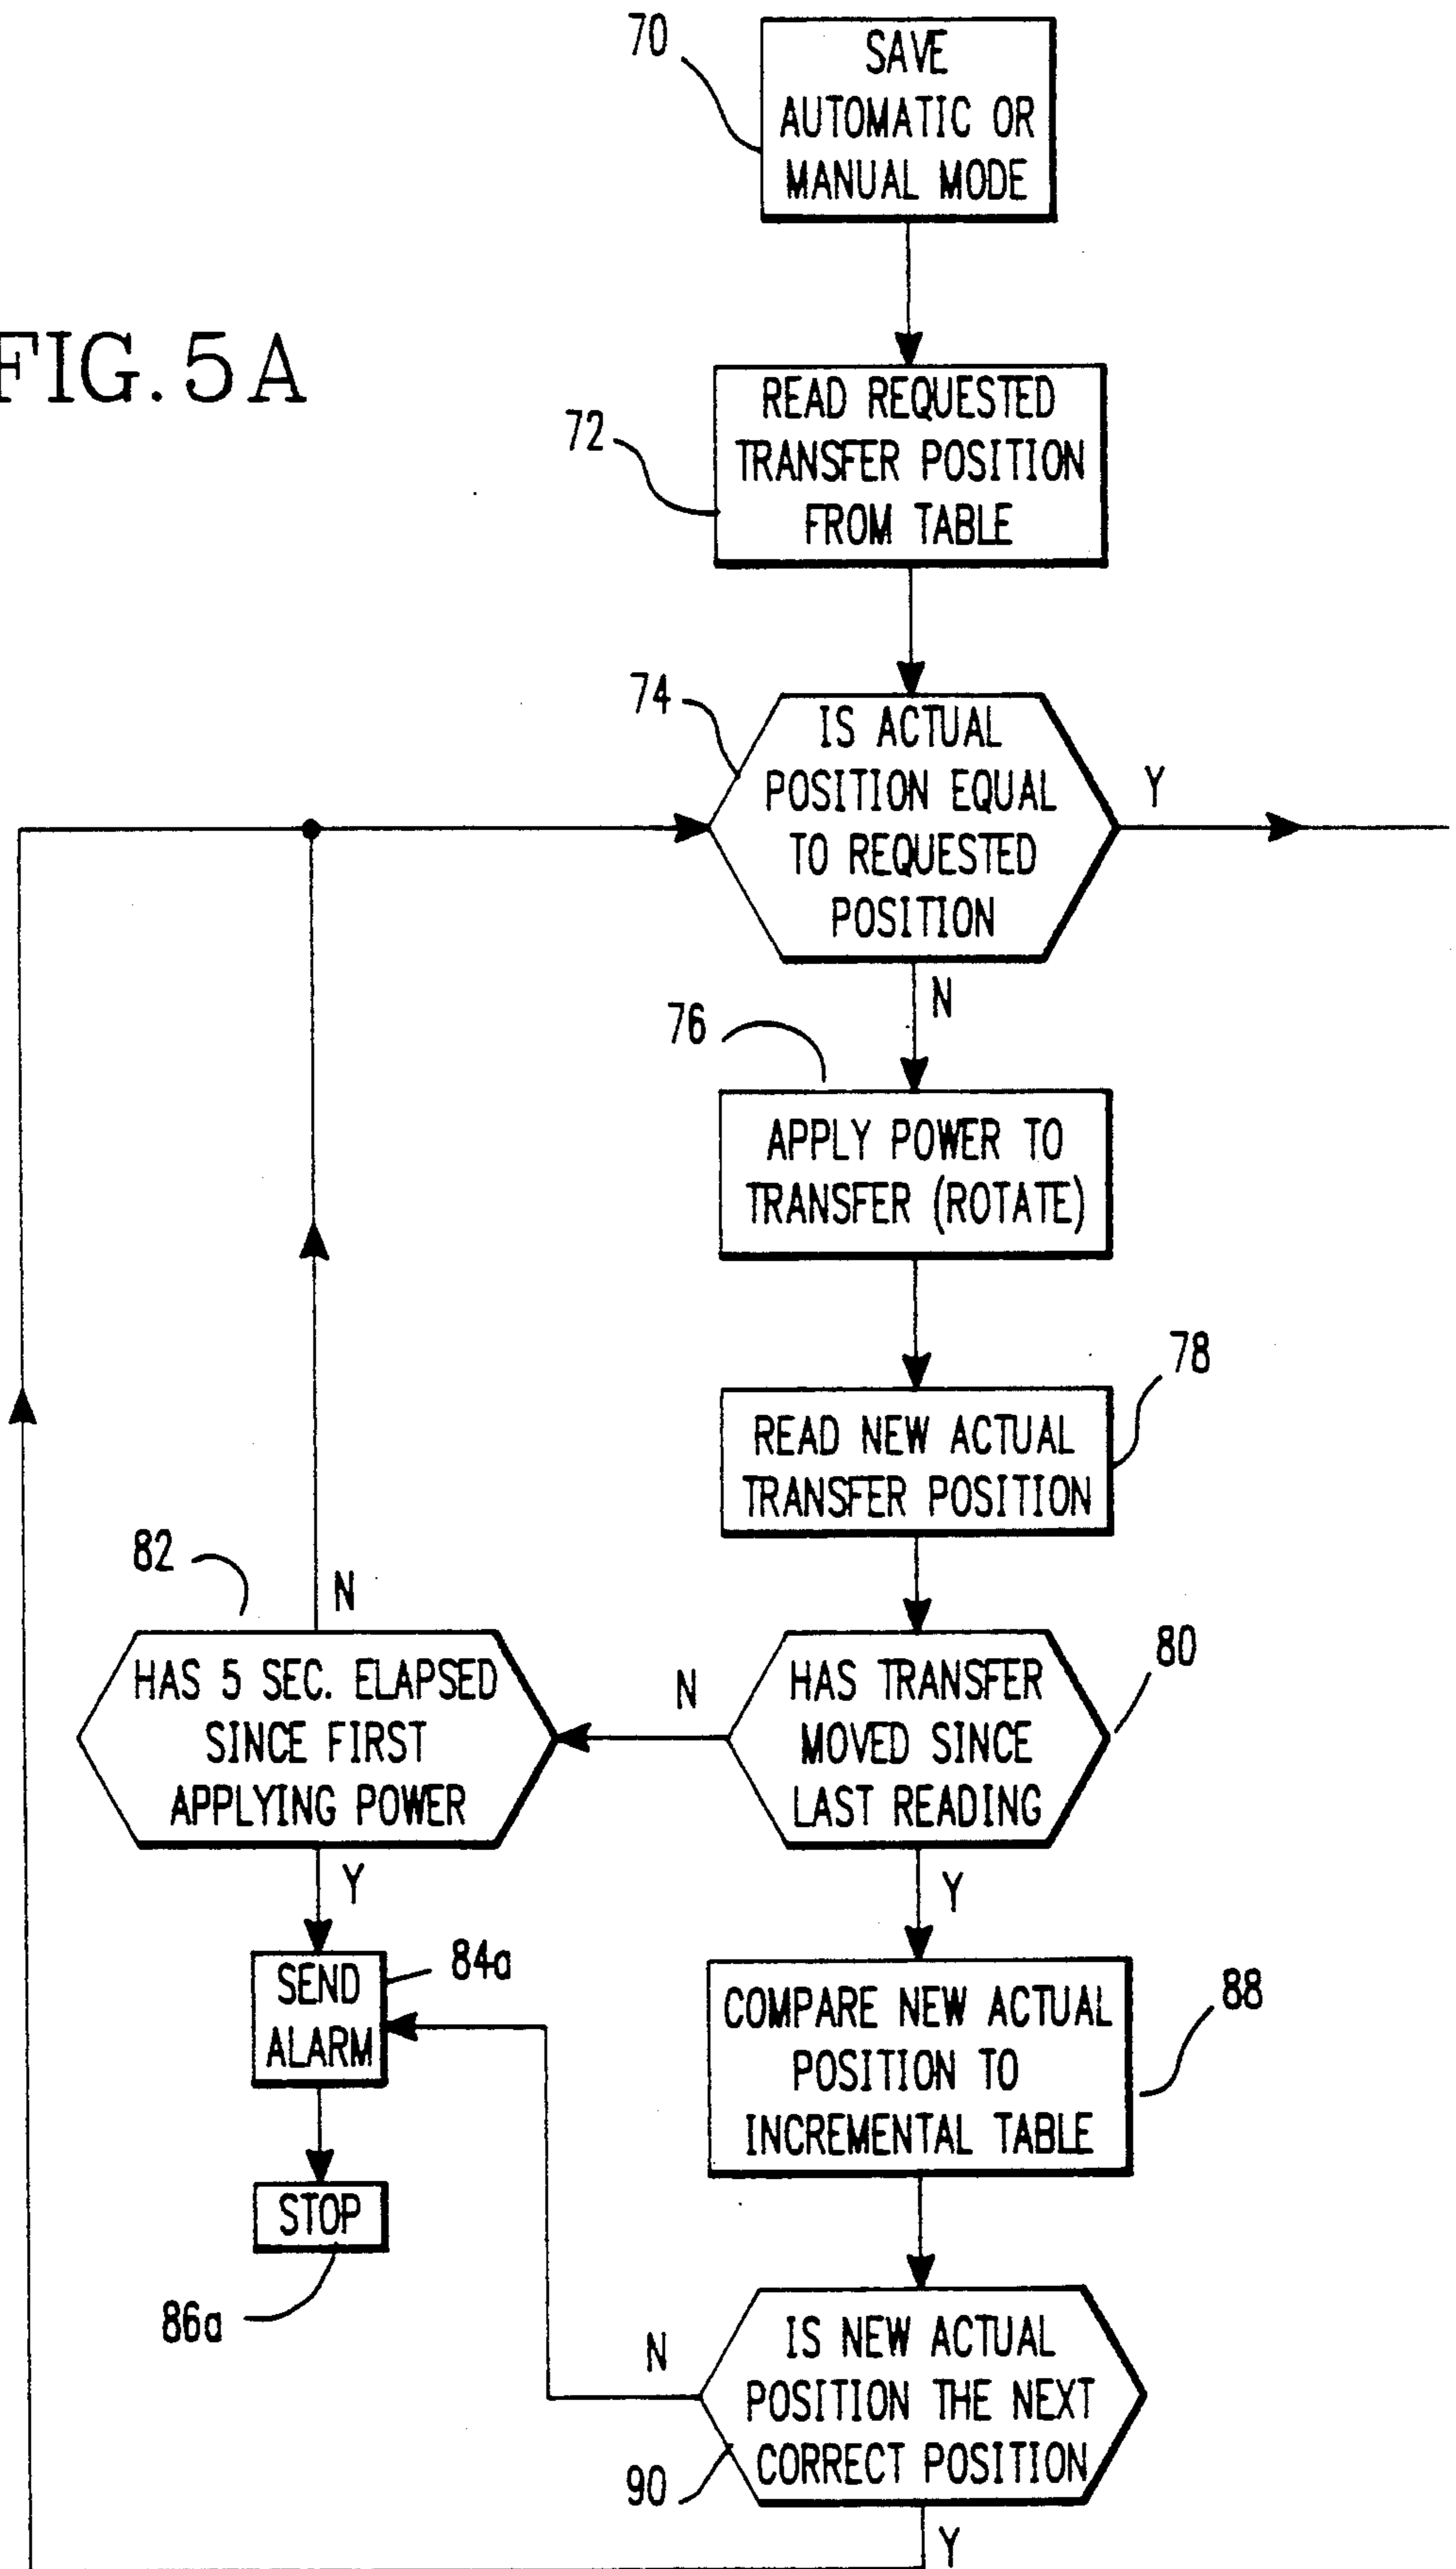 70
SAVE
AUTOMATIC OR
MANUAL MODE
FIG. 5A
72
READ REQUESTED
TRANSFER POSITION
FROM TABLE
74
IS ACTUAL
POSITION EQUAL
TO REQUESTED
POSITION
Y
N
76
APPLY POWER TO
TRANSFER (ROTATE)
78
READ NEW ACTUAL
TRANSFER POSITION
82
N
HAS 5 SEC. ELAPSED
SINCE FIRST
APPLYING POWER
N
80
HAS TRANSFER
MOVED SINCE
LAST READING
Y
Y
SEND
ALARM
84a
88
COMPARE NEW ACTUAL
POSITION TO
INCREMENTAL TABLE
STOP
86a
N
IS NEW ACTUAL
POSITION THE NEXT
CORRECT POSITION
90
Y